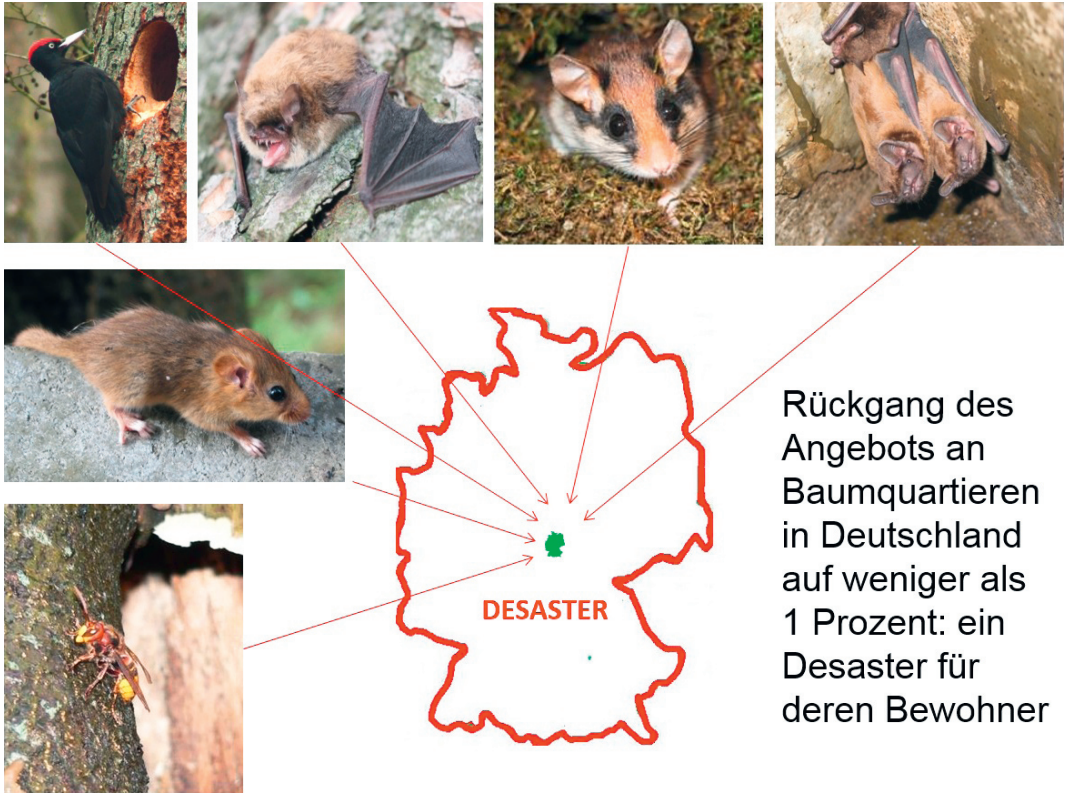 DESASTER
Rückgang des
Angebots an
Baumquartieren
in Deutschland
auf weniger als
1 Prozent: ein
Desaster für
deren Bewohner